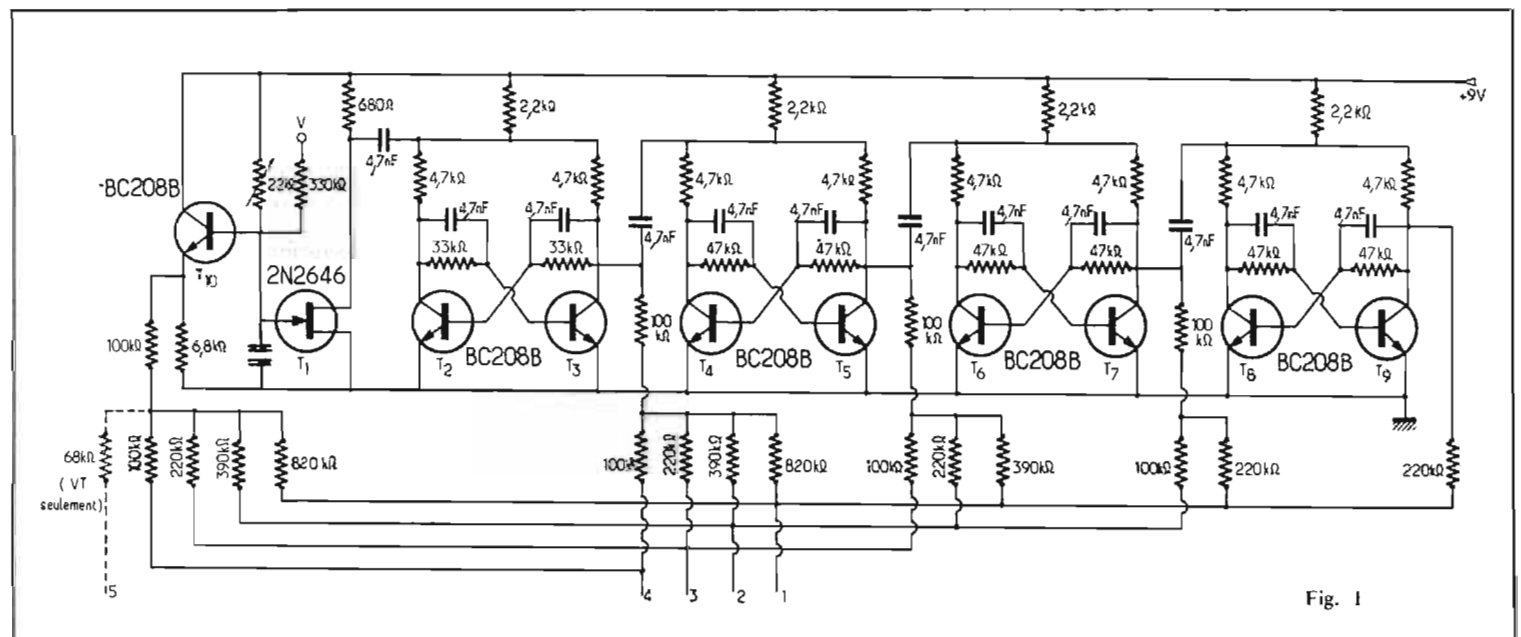 +9V
680Ω
2,2kΩ
2,2kΩ
2,2kΩ
2,2kΩ
V
4,7nF
330kΩ
BC208B
4,7kΩ
4,7kΩ
4,7kΩ
4,7kΩ
4,7kΩ
4,7kΩ
4,7kΩ
4,7kΩ
4,7nF
4,7nF
4,7nF
4,7nF
4,7nF
4,7nF
4,7nF
4,7nF
4,7nF
4,7nF
4,7nF
33kΩ
33kΩ
47kΩ
47kΩ
47kΩ
47kΩ
47kΩ
47kΩ
2N2646
100kΩ
6,8kΩ
T1
T2
BC208B
T3
100
kΩ
T4
BC208B
T5
100
kΩ
T6
BC208B
T7
100
kΩ
T8
BC208B
T9
68kΩ
( VT
seulement)
100kΩ
220kΩ
390kΩ
820kΩ
220kΩ
390kΩ
820kΩ
100kΩ
220kΩ
390kΩ
100kΩ
220kΩ
220kΩ
5
4
3
2
1
Fig. 1